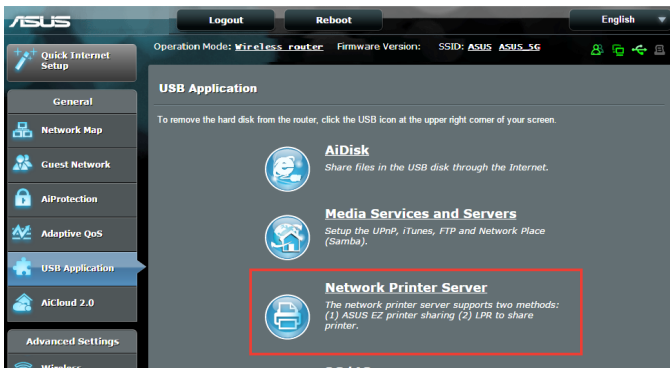 ASUS
Logout
Reboot
English
Quick Internet
Setup
Operation Mode: Wireless router Firmware Version: SSID: ASUS ASUS_5G
General
Network Map
Guest Network
AiProtection
Adaptive QoS
USB Application
AiCloud 2.0
Advanced Settings
Wireless
USB Application
To remove the hard disk from the router, click the USB icon at the upper right corner of your screen.
AiDisk
Share files in the USB disk through the Internet.
Media Services and Servers
Setup the UPnP, iTunes, FTP and Network Place
(Samba).
Network Printer Server
The network printer server supports two methods:
(1) ASUS EZ printer sharing (2) LPR to share
printer.